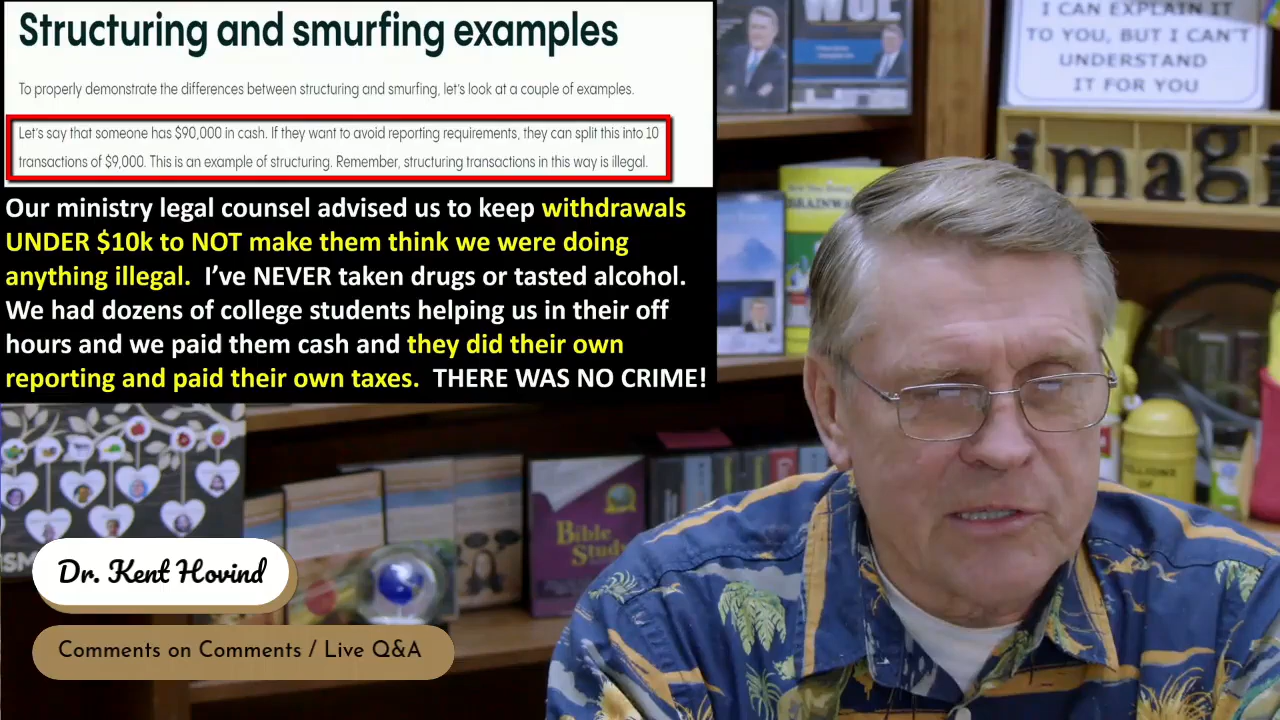 Structuring and smurfing examples
To properly demonstrate the differences between structuring and smurfing, let's look at a couple of examples.
Let's say that someone has $90,000 in cash. If they want to avoid reporting requirements, they can split this into 10
transactions of $9,000. This is an example of structuring. Remember, structuring transactions in this way is illegal.
Our ministry legal counsel advised us to keep withdrawals
UNDER $10k to NOT make them think we were doing
anything illegal.  I've NEVER taken drugs or tasted alcohol.
We had dozens of college students helping us in their off
hours and we paid them cash and they did their own
reporting and paid their own taxes.  THERE WAS NO CRIME!
I CAN EXPLAIN IT
TO YOU, BUT I CAN'T
UNDERSTAND
IT FOR YOU
imagi
Bible
Study
Dr. Kent Hovind
Comments on Comments / Live Q&A